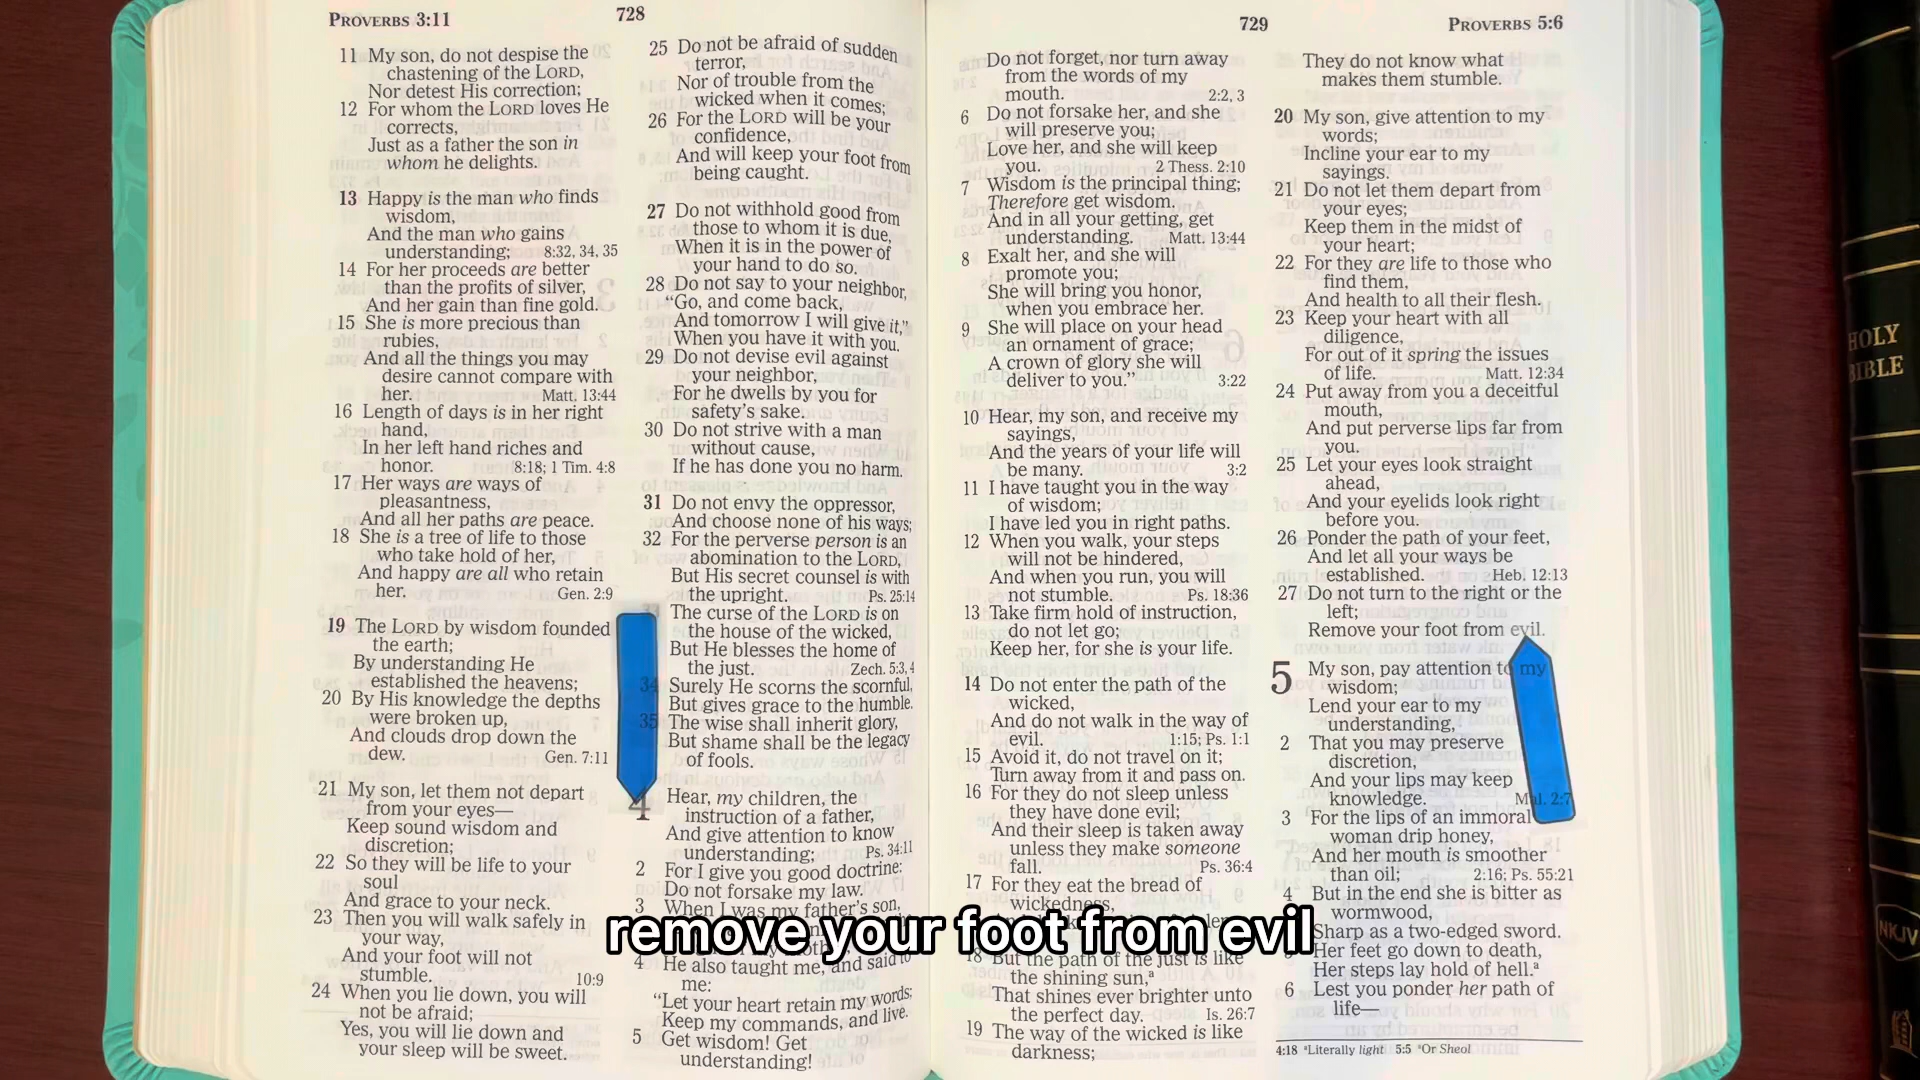 PROVERBS 3:11
728
11 My son, do not despise the
chastening of the LORD,
Nor detest His correction;
12 For whom the LORD loves He
corrects,
Just as a father the son in
whom he delights.
13 Happy is the man who finds
wisdom,
And the man who gains
understanding; 8:32, 34, 35
14 For her proceeds are better
than the profits of silver,
And her gain than fine gold.
15 She is more precious than
rubies,
And all the things you may
desire cannot compare with
her. Matt. 13:44
16 Length of days is in her right
hand,
In her left hand riches and
honor. 8:18; 1 Tim. 4:8
17 Her ways are ways of
pleasantness,
And all her paths are peace.
18 She is a tree of life to those
who take hold of her,
And happy are all who retain
her. Gen. 2:9
19 The LORD by wisdom founded
the earth;
By understanding He
established the heavens;
20 By His knowledge the depths
were broken up,
And clouds drop down the
dew. Gen. 7:11
21 My son, let them not depart
from your eyes—
Keep sound wisdom and
discretion;
22 So they will be life to your
soul
And grace to your neck.
23 Then you will walk safely in
your way,
And your foot will not
stumble. 10:9
24 When you lie down, you will
not be afraid;
Yes, you will lie down and
your sleep will be sweet.
25 Do not be afraid of sudden
terror,
Nor of trouble from the
wicked when it comes;
26 For the LORD will be your
confidence,
And will keep your foot from
being caught.
27 Do not withhold good from
those to whom it is due,
When it is in the power of
your hand to do so.
28 Do not say to your neighbor,
“Go, and come back,
And tomorrow I will give it,”
When you have it with you.
29 Do not devise evil against
your neighbor,
For he dwells by you for
safety’s sake.
30 Do not strive with a man
without cause,
If he has done you no harm.
31 Do not envy the oppressor,
And choose none of his ways;
32 For the perverse person is an
abomination to the LORD,
But His secret counsel is with
the upright. Ps. 25:14
33 The curse of the LORD is on
the house of the wicked,
But He blesses the home of
the just. Zech. 5:3, 4
34 Surely He scorns the scornful,
But gives grace to the humble.
35 The wise shall inherit glory,
But shame shall be the legacy
of fools.
4 Hear, my children, the
instruction of a father,
And give attention to know
understanding; Ps. 34:11
2 For I give you good doctrine:
Do not forsake my law.
3 When I was my father’s son,
4 He also taught me, and said to
me:
“Let your heart retain my words;
Keep my commands, and live.
5 Get wisdom! Get
understanding!
729
PROVERBS 5:6
Do not forget, nor turn away
from the words of my
mouth. 2:2, 3
6 Do not forsake her, and she
will preserve you;
Love her, and she will keep
you. 2 Thess. 2:10
7 Wisdom is the principal thing;
Therefore get wisdom.
And in all your getting, get
understanding. Matt. 13:44
8 Exalt her, and she will
promote you;
She will bring you honor,
when you embrace her.
9 She will place on your head
an ornament of grace;
A crown of glory she will
deliver to you.” 3:22
10 Hear, my son, and receive my
sayings,
And the years of your life will
be many. 3:2
11 I have taught you in the way
of wisdom;
I have led you in right paths.
12 When you walk, your steps
will not be hindered,
And when you run, you will
not stumble. Ps. 18:36
13 Take firm hold of instruction,
do not let go;
Keep her, for she is your life.
14 Do not enter the path of the
wicked,
And do not walk in the way of
evil. 1:15; Ps. 1:1
15 Avoid it, do not travel on it;
Turn away from it and pass on.
16 For they do not sleep unless
they have done evil;
And their sleep is taken away
unless they make someone
fall. Ps. 36:4
17 For they eat the bread of
wickedness,
18 But the path of the just is like
the shining sun,ª
That shines ever brighter unto
the perfect day. Is. 26:7
19 The way of the wicked is like
darkness;
They do not know what
makes them stumble.
20 My son, give attention to my
words;
Incline your ear to my
sayings.
21 Do not let them depart from
your eyes;
Keep them in the midst of
your heart;
22 For they are life to those who
find them,
And health to all their flesh.
23 Keep your heart with all
diligence,
For out of it spring the issues
of life. Matt. 12:34
24 Put away from you a deceitful
mouth,
And put perverse lips far from
you.
25 Let your eyes look straight
ahead,
And your eyelids look right
before you.
26 Ponder the path of your feet,
And let all your ways be
established. Heb. 12:13
27 Do not turn to the right or the
left;
Remove your foot from evil.
5 My son, pay attention to my
wisdom;
Lend your ear to my
understanding,
2 That you may preserve
discretion,
And your lips may keep
knowledge. Mal. 2:7
3 For the lips of an immoral
woman drip honey,
And her mouth is smoother
than oil; 2:16; Ps. 55:21
4 But in the end she is bitter as
wormwood,
Sharp as a two-edged sword.
Her feet go down to death,
Her steps lay hold of hell.ª
6 Lest you ponder her path of
life—
4:18 ªLiterally light 5:5 ªOr Sheol
remove your foot from evil
HOLY
BIBLE
NKJV